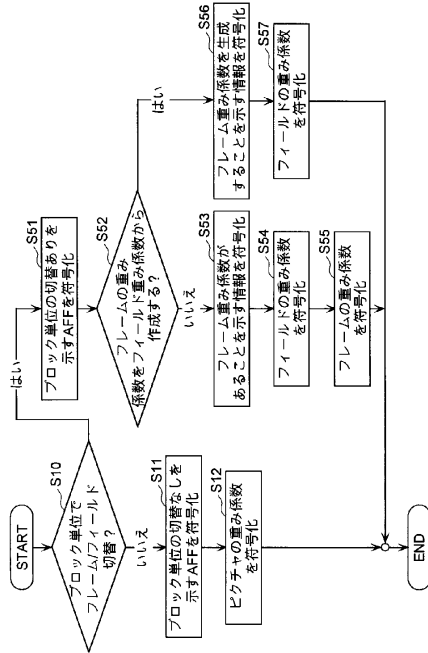 START
S10
ブロック単位で
フレーム/フィールド
切替？
はい
いいえ
S11
ブロック単位の切替なしを
示すAFFを符号化
S12
ピクチャの重み係数
を符号化
S51
ブロック単位の切替ありを
示すAFFを符号化
S52
フレームの重み
係数をフィールド重み係数から
作成する？
はい
いいえ
S53
フレーム重み係数が
あることを示す情報を符号化
S54
フィールドの重み係数
を符号化
S55
フレームの重み係数
を符号化
S56
フレーム重み係数を生成
することを示す情報を符号化
S57
フィールドの重み係数
を符号化
END